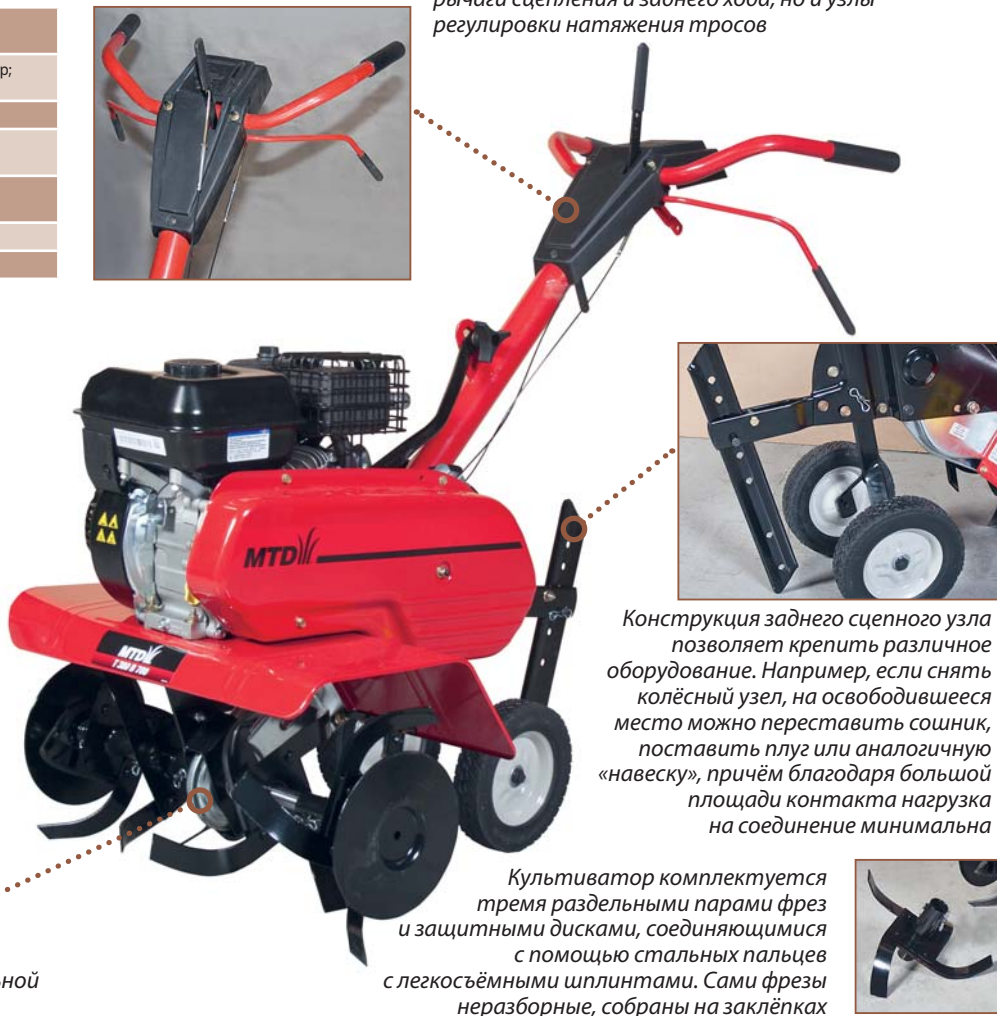 рычага сцепления и заднего хода, но и узлы
регулировки натяжения тросов
р;
MTD
MTD
T 380 B 700
Конструкция заднего сцепного узла
позволяет крепить различное
оборудование. Например, если снять
колёсный узел, на освободившееся
место можно переставить сошник,
поставить плуг или аналогичную
«навеску», причём благодаря большой
площади контакта нагрузка
на соединение минимальна
Культиватор комплектуется
тремя раздельными парами фрез
и защитными дисками, соединяющимися
с помощью стальных пальцев
с легкосъёмными шплинтами. Сами фрезы
неразборные, собраны на заклёпках
ной